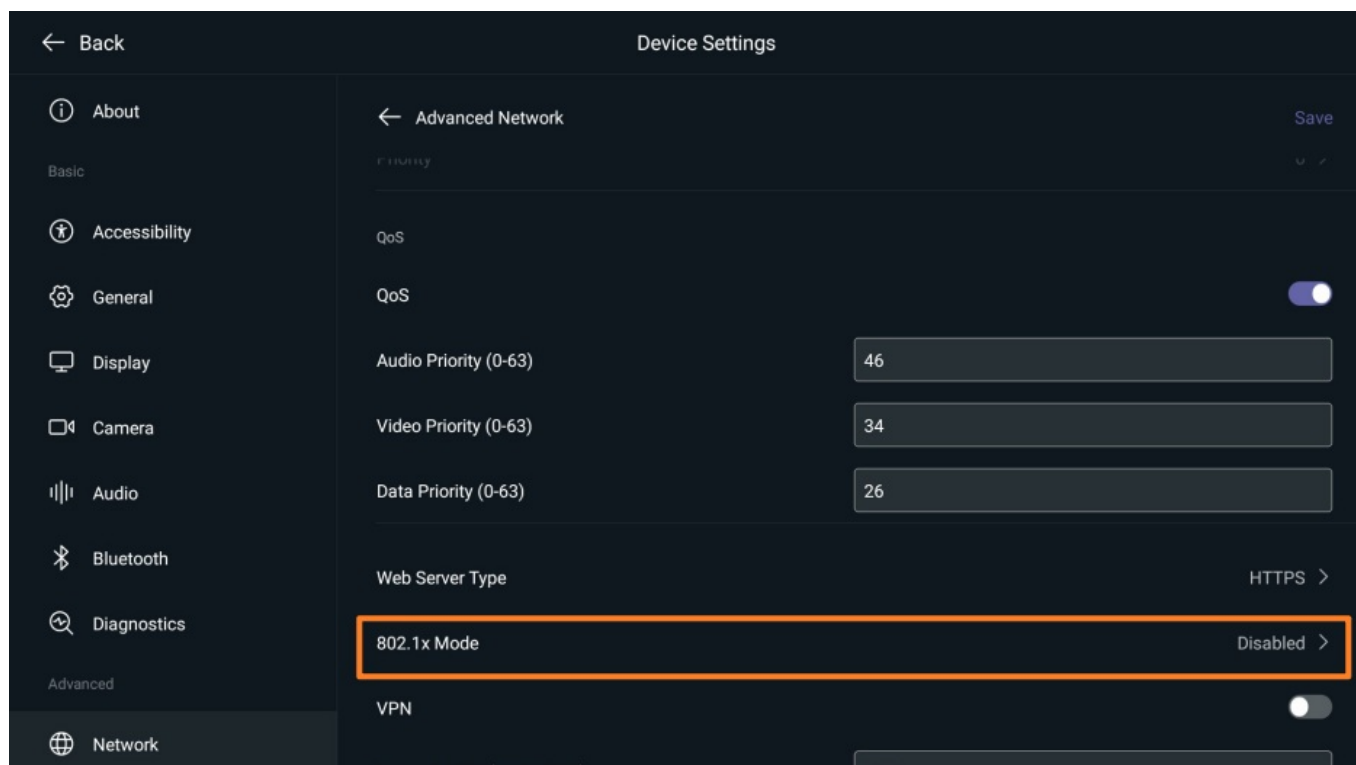 Back
Device Settings
About
Basic
Accessibility
General
Display
Camera
Audio
Bluetooth
Diagnostics
Advanced
Network
Advanced Network
Save
Priority
QoS
QoS
Audio Priority (0-63)
46
Video Priority (0-63)
34
Data Priority (0-63)
26
Web Server Type
HTTPS
802.1x Mode
Disabled
VPN